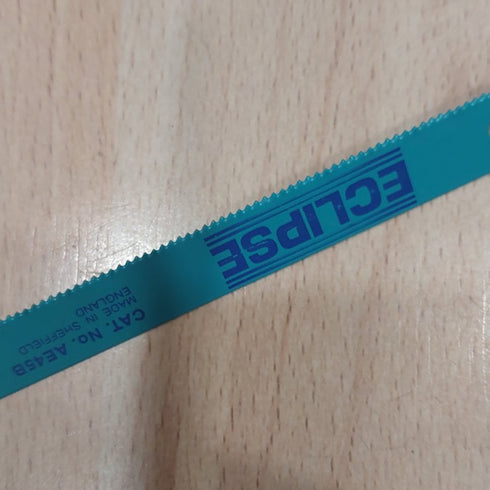 ECLIPSE
CAT. No. AE45B
MADE IN SHEFFIELD
ENGLAND